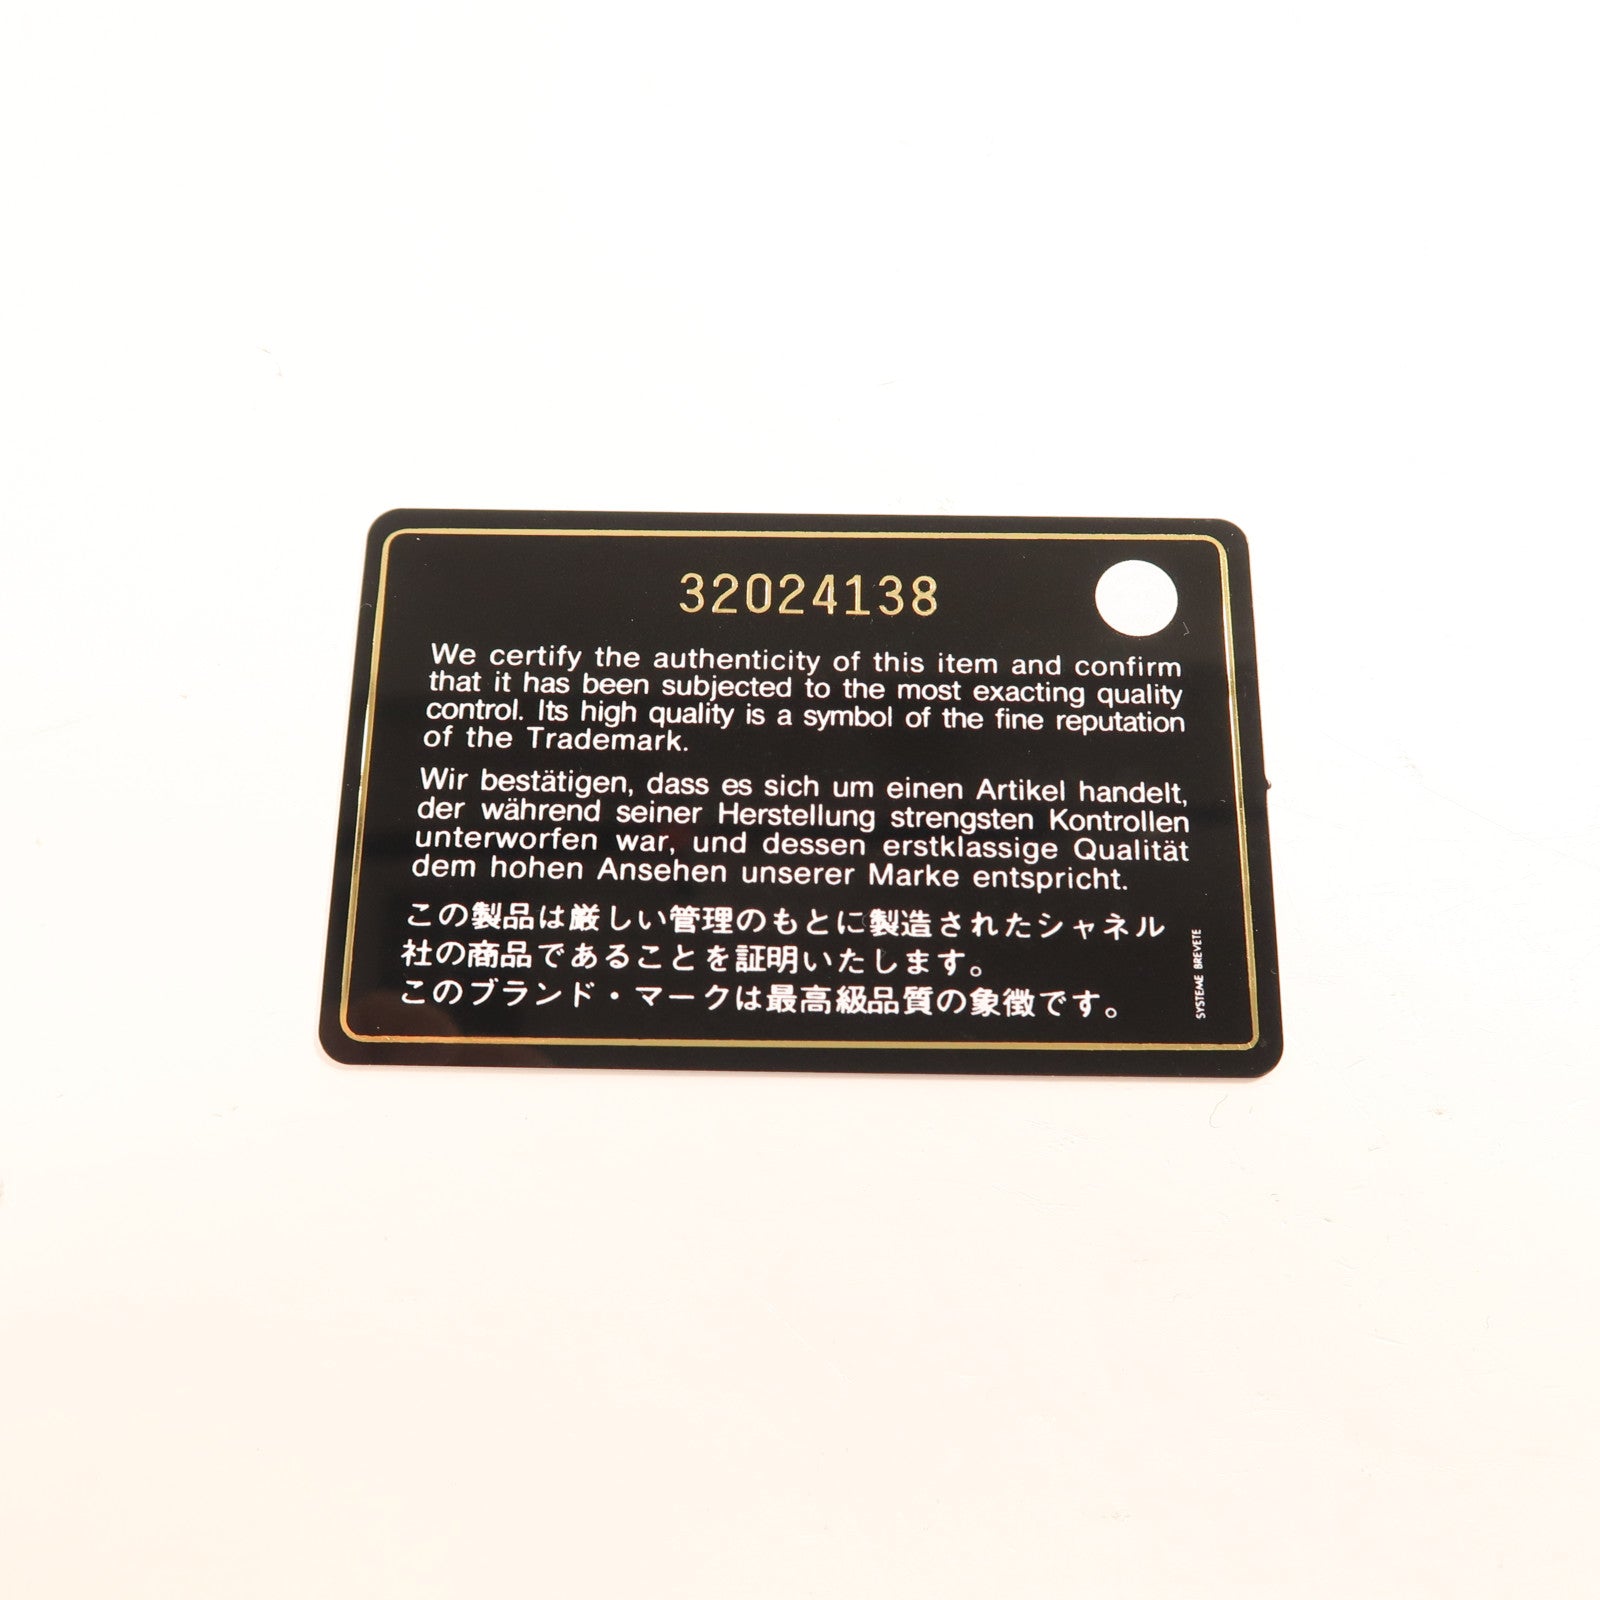 32024138
We certify the authenticity of this item and confirm
that it has been subjected to the most exacting quality
control. Its high quality is a symbol of the fine reputation
of the Trademark.
Wir bestätigen, dass es sich um einen Artikel handelt,
der während seiner Herstellung strengsten Kontrollen
unterworfen war, und dessen erstklassige Qualität
dem hohen Ansehen unserer Marke entspricht.
この製品は厳しい管理のもとに製造されたシャネル
社の商品であることを証明いたします。
このブランド・マークは最高級品質の象徴です。
SYSTEME BREVETE